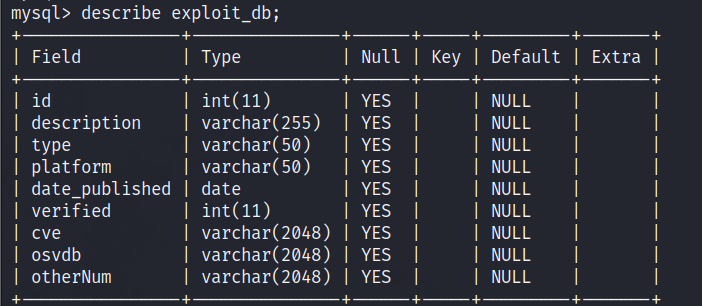 mysql> describe exploit_db;
+----------------+---------------+------+-----+---------+-------+
| Field          | Type          | Null | Key | Default | Extra |
+----------------+---------------+------+-----+---------+-------+
| id             | int(11)       | YES  |     | NULL    |       |
| description    | varchar(255)  | YES  |     | NULL    |       |
| type           | varchar(50)   | YES  |     | NULL    |       |
| platform       | varchar(50)   | YES  |     | NULL    |       |
| date_published | date          | YES  |     | NULL    |       |
| verified       | int(11)       | YES  |     | NULL    |       |
| cve            | varchar(2048) | YES  |     | NULL    |       |
| osvdb          | varchar(2048) | YES  |     | NULL    |       |
| otherNum       | varchar(2048) | YES  |     | NULL    |       |
+----------------+---------------+------+-----+---------+-------+